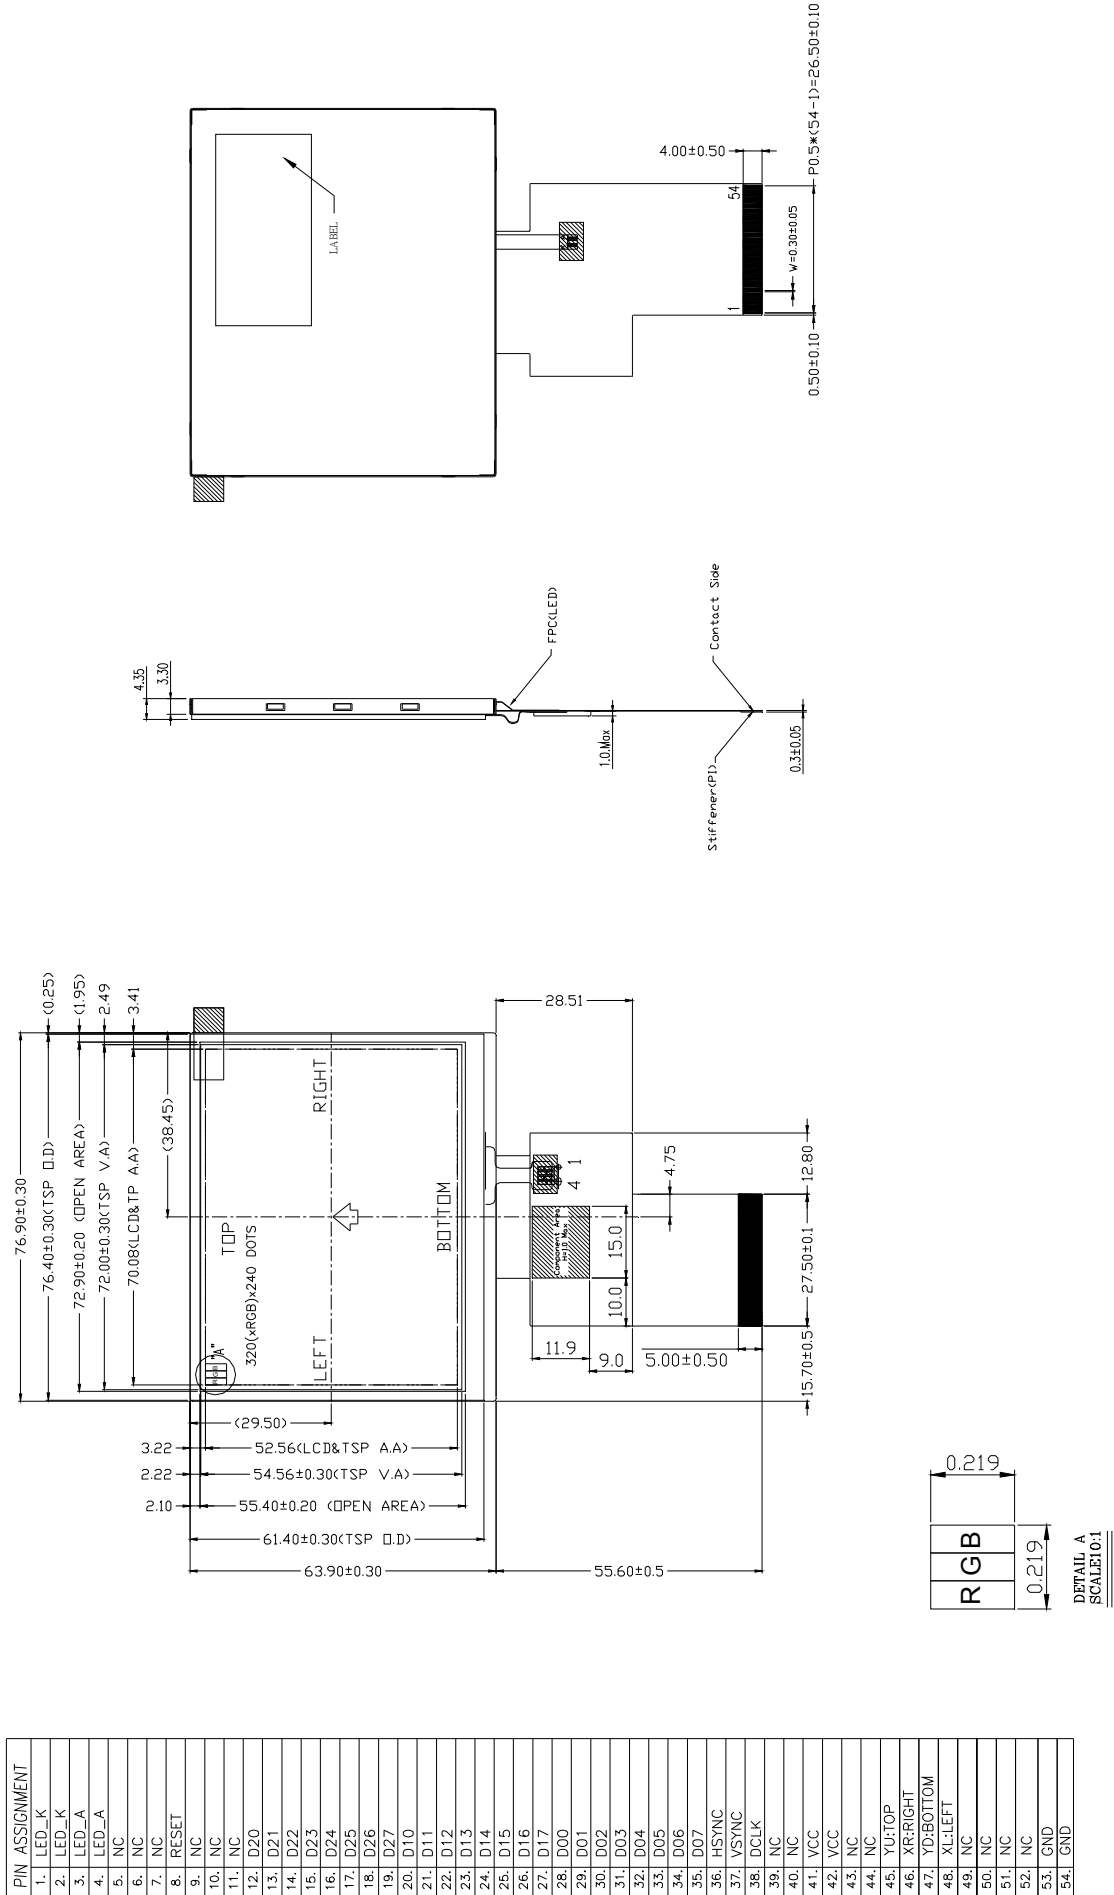 4.00±0.50
P0.5*(54-1)=26.50±0.10
54
LABEL
W=0.30±0.05
1
0.50±0.10
FPC(LED)
Contact Side
4.35
3.30
1.0.Max
Stiffener(PI)
0.3±0.05
76.90±0.30
76.40±0.30(TSP O.D)
(0.25)
72.90±0.20 (OPEN AREA)
(1.95)
72.00±0.30(TSP V.A)
2.49
70.08(LCD&TP A.A)
3.41
(38.45)
28.51
RIGHT
TOP
BOTTOM
LEFT
320(xRGB)x240 DOTS
"A"
RGB
4 1
Component Area
H=1.0 Max
4.75
12.80
15.0
10.0
27.50±0.1
11.9
9.0
5.00±0.50
15.70±0.5
(29.50)
3.22
52.56(LCD&TSP A.A)
2.22
54.56±0.30(TSP V.A)
2.10
55.40±0.20 (OPEN AREA)
61.40±0.30(TSP O.D)
63.90±0.30
55.60±0.5
0.219
R G B
0.219
DETAIL A
SCALE10:1
PIN ASSIGNMENT
1. LED_K
2. LED_K
3. LED_A
4. LED_A
5. NC
6. NC
7. NC
8. RESET
9. NC
10. NC
11. NC
12. D20
13. D21
14. D22
15. D23
16. D24
17. D25
18. D26
19. D27
20. D10
21. D11
22. D12
23. D13
24. D14
25. D15
26. D16
27. D17
28. D00
29. D01
30. D02
31. D03
32. D04
33. D05
34. D06
35. D07
36. HSYNC
37. VSYNC
38. DCLK
39. NC
40. NC
41. VCC
42. VCC
43. NC
44. NC
45. YU:TOP
46. XR:RIGHT
47. YD:BOTTOM
48. XL:LEFT
49. NC
50. NC
51. NC
52. NC
53. GND
54. GND